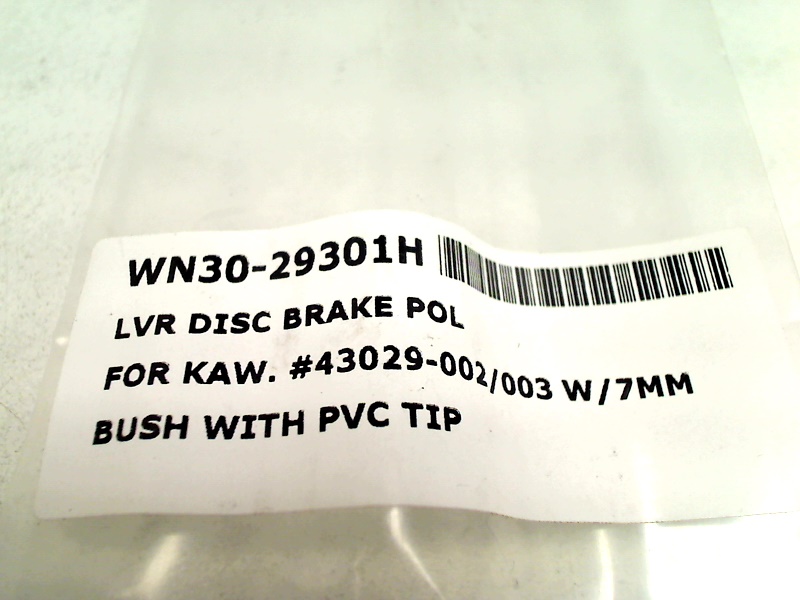 WN30-29301H
LVR DISC BRAKE POL
FOR KAW. #43029-002/003 W/7MM
BUSH WITH PVC TIP